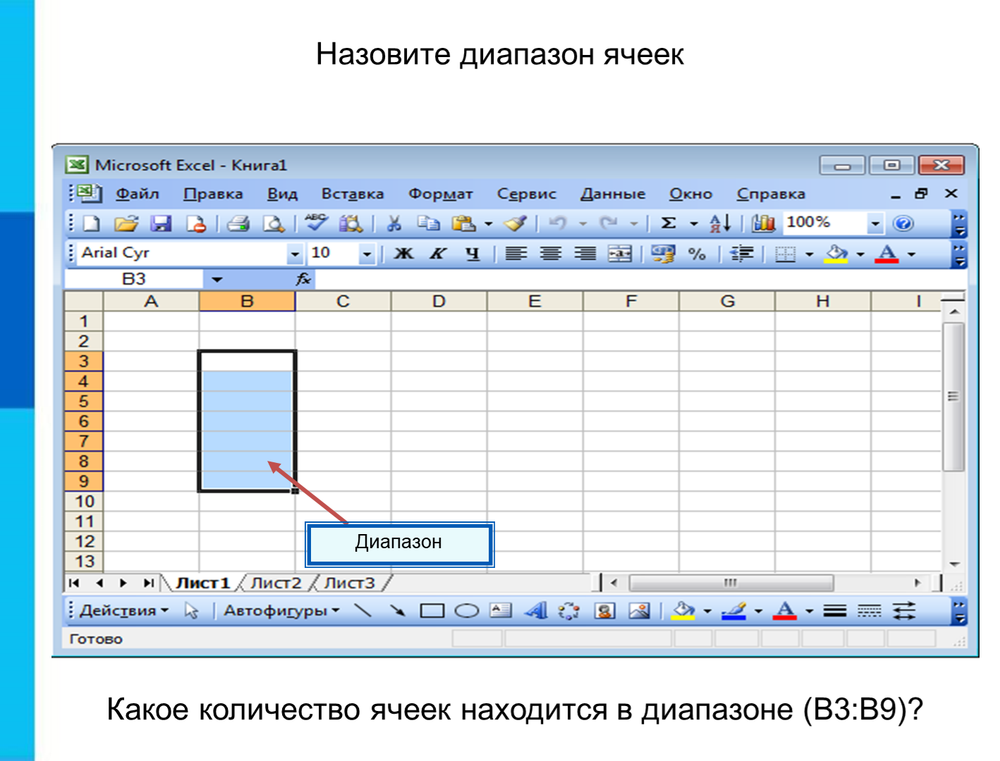 Назовите диапазон ячеек
Microsoft Excel - Книга1
Файл Правка Вид Вставка Формат Сервис Данные Окно Справка
ABC Σ А Я 100% ?
Arial Cyr 10 Ж К Ч a % А
B3 fx
A B C D E F G H I
1
2
3
4
5
6
7
8
9
10
11
Диапазон
12
13
Лист1 Лист2 Лист3
Действия Автофигуры A A A
Готово
Какое количество ячеек находится в диапазоне (B3:B9)?